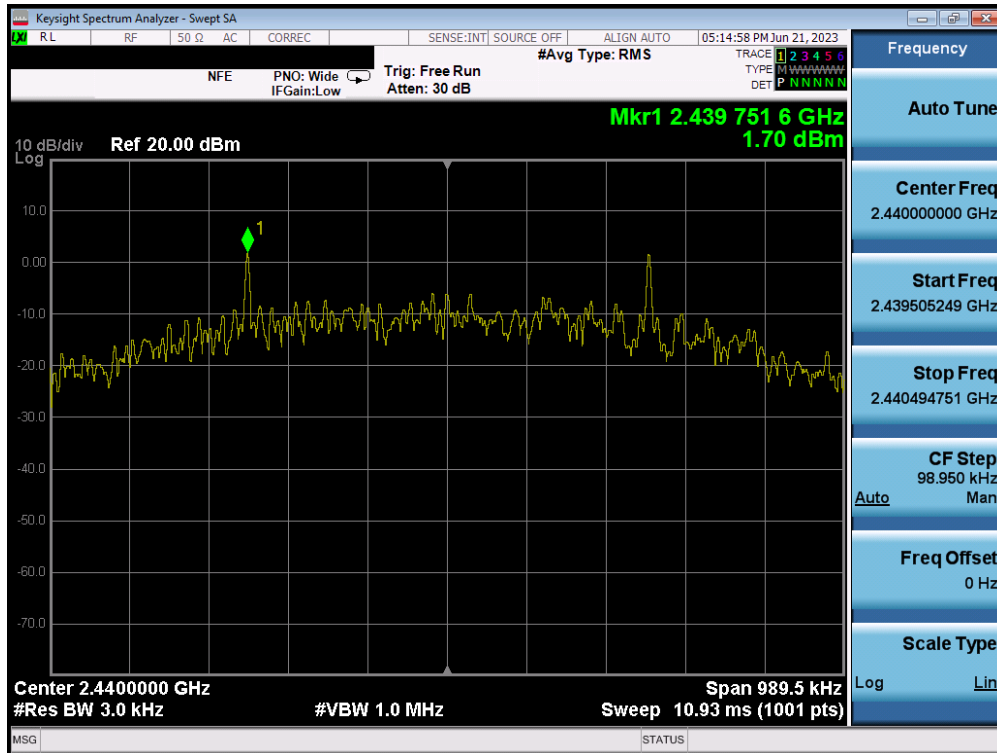 Keysight Spectrum Analyzer - Swept SA
LXI RL RF 50 Ω AC CORREC SENSE:INT SOURCE OFF ALIGN AUTO 05:14:58 PM Jun 21, 2023
#Avg Type: RMS
TRACE 1 2 3 4 5 6
NFE PNO: Wide Trig: Free Run TYPE M W W W W W
IFGain:Low Atten: 30 dB DET P N N N N N
Mkr1 2.439 751 6 GHz
1.70 dBm
10 dB/div Ref 20.00 dBm
Log
10.0
1
0.00
-10.0
-20.0
-30.0
-40.0
-50.0
-60.0
-70.0
Center 2.4400000 GHz Span 989.5 kHz
#Res BW 3.0 kHz #VBW 1.0 MHz Sweep 10.93 ms (1001 pts)
MSG STATUS
Frequency
Auto Tune
Center Freq
2.440000000 GHz
Start Freq
2.439505249 GHz
Stop Freq
2.440494751 GHz
CF Step
98.950 kHz
Auto Man
Freq Offset
0 Hz
Scale Type
Log Lin